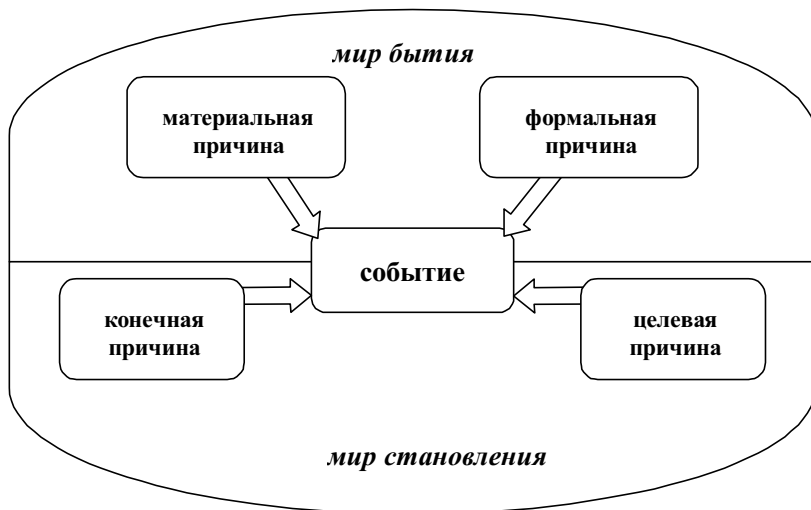 мир бытия
материальная
причина
формальная
причина
событие
конечная
причина
целевая
причина
мир становления